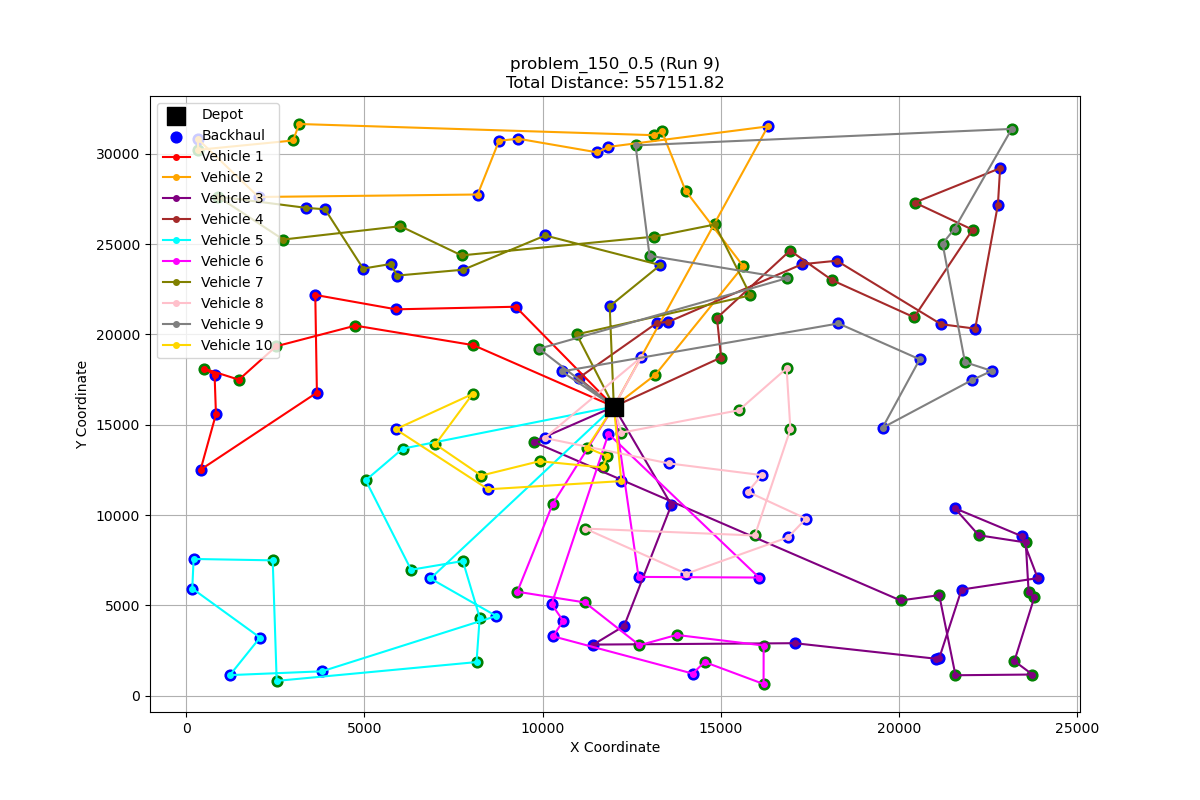 problem_150_0.5 (Run 9)
Total Distance: 557151.82
Depot
Backhaul
Vehicle 1
Vehicle 2
Vehicle 3
Vehicle 4
Vehicle 5
Vehicle 6
Vehicle 7
Vehicle 8
Vehicle 9
Vehicle 10
30000
25000
20000
15000
10000
5000
0
Y Coordinate
0 5000 10000 15000 20000 25000
X Coordinate